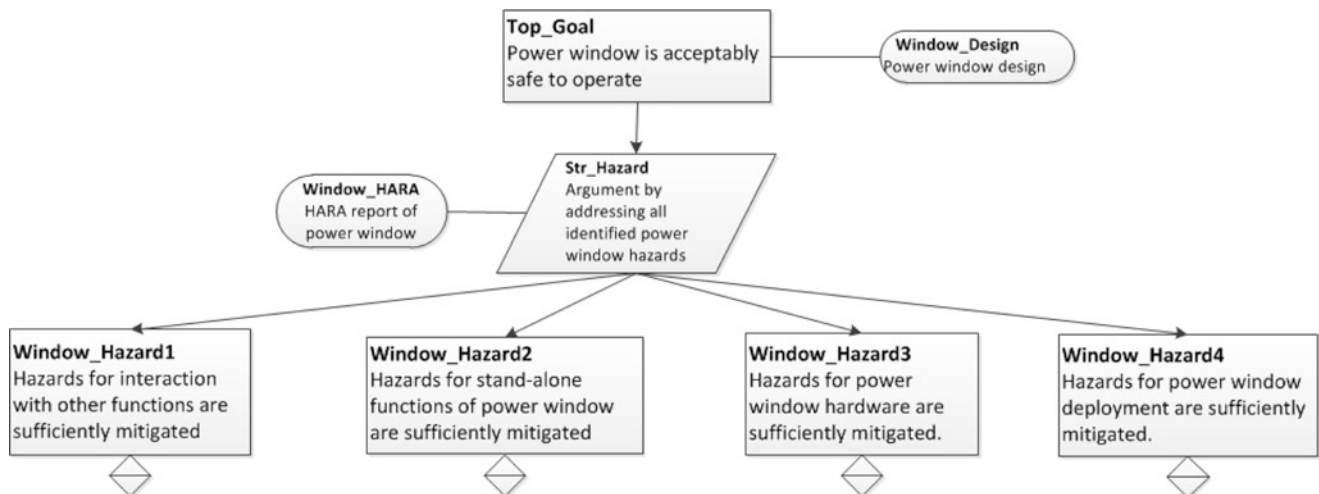 Top_Goal
Power window is acceptably
safe to operate
Window_Design
Power window design
Str_Hazard
Argument by
addressing all
identified power
window hazards
Window_HARA
HARA report of
power window
Window_Hazard1
Hazards for interaction
with other functions are
sufficiently mitigated
Window_Hazard2
Hazards for stand-alone
functions of power window
are sufficiently mitigated
Window_Hazard3
Hazards for power
window hardware are
sufficiently mitigated.
Window_Hazard4
Hazards for power window
deployment are sufficiently
mitigated.